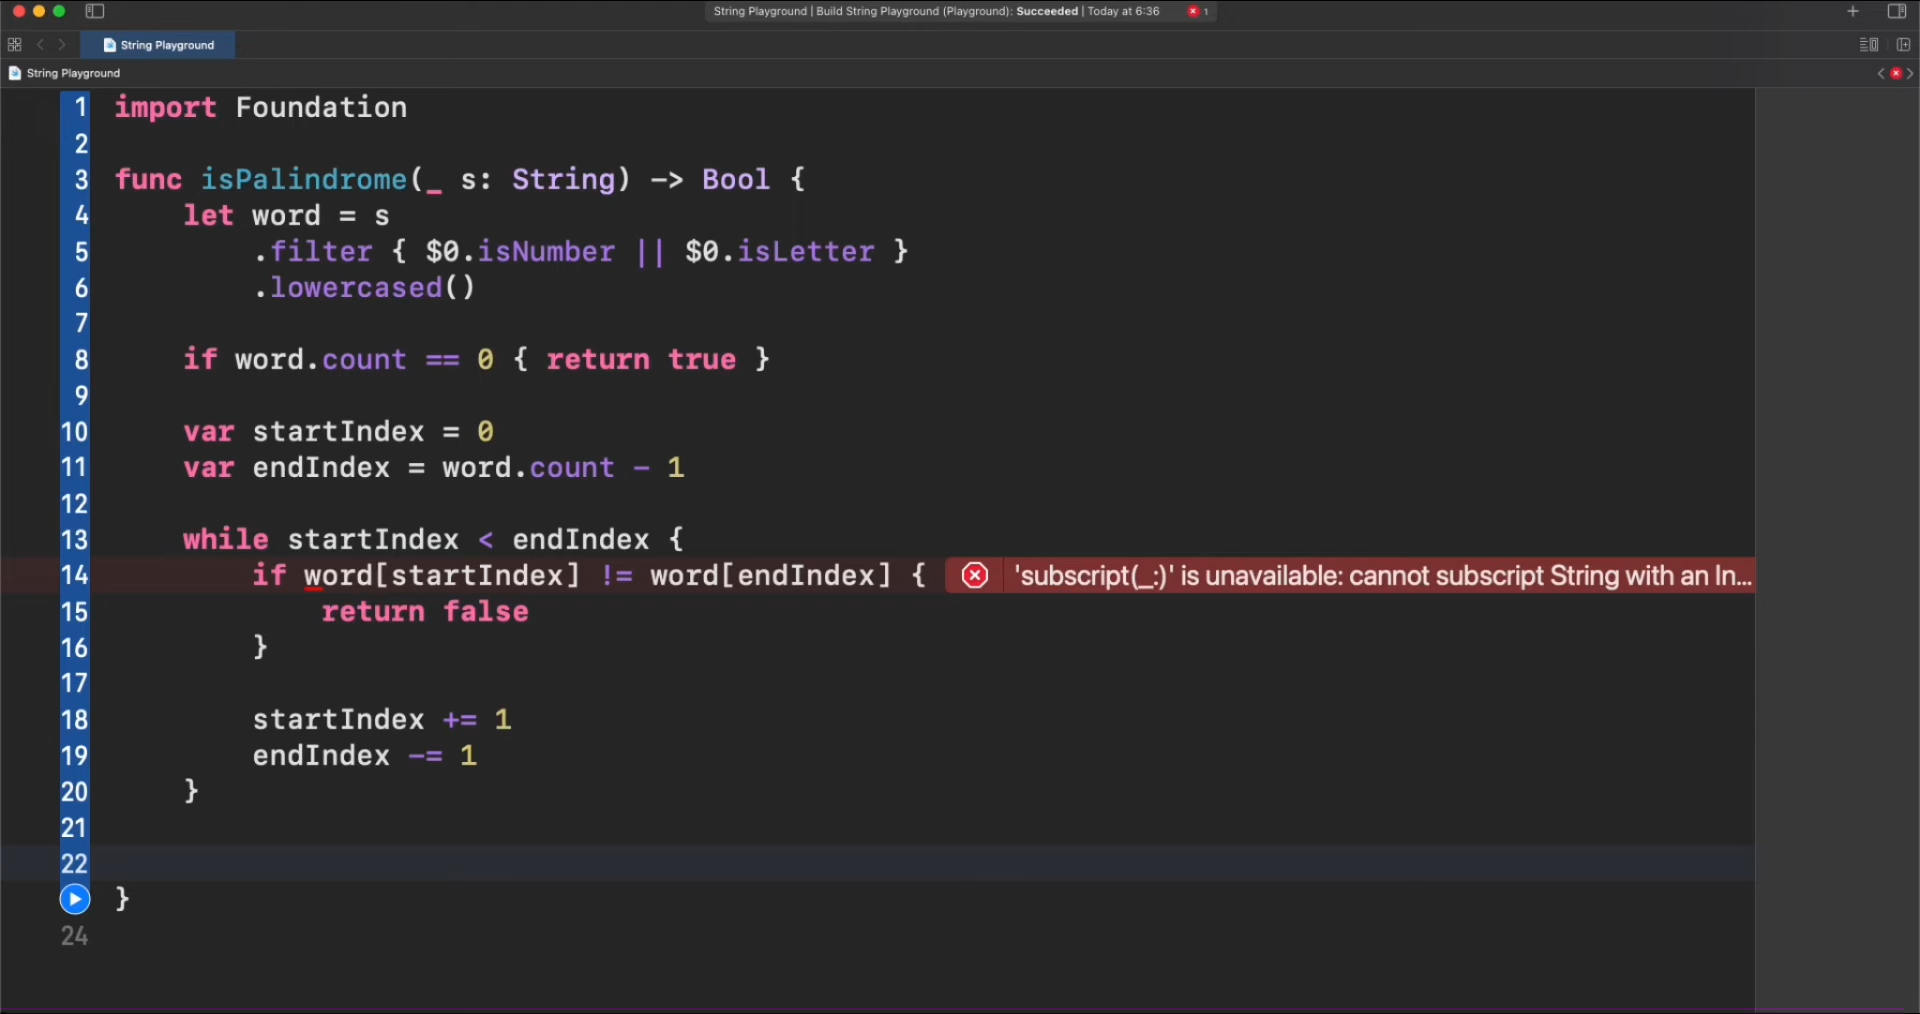 String Playground | Build String Playground (Playground): Succeeded | Today at 6:36 1
String Playground
String Playground
1 import Foundation
2
3 func isPalindrome(_ s: String) -> Bool {
4 let word = s
5 .filter { $0.isNumber || $0.isLetter }
6 .lowercased()
7
8 if word.count == 0 { return true }
9
10 var startIndex = 0
11 var endIndex = word.count - 1
12
13 while startIndex < endIndex {
14 if word[startIndex] != word[endIndex] { 'subscript(_:)' is unavailable: cannot subscript String with an In...
15 return false
16 }
17
18 startIndex += 1
19 endIndex -= 1
20 }
21
22
}
24